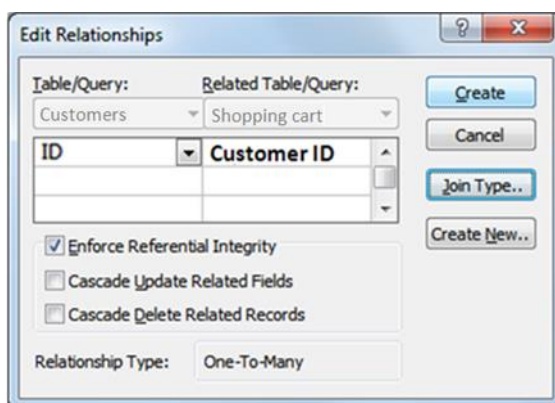 Edit Relationships
?
Table/Query: Related Table/Query:
Customers Shopping cart
ID Customer ID
Enforce Referential Integrity
Cascade Update Related Fields
Cascade Delete Related Records
Relationship Type: One-To-Many
Create
Cancel
Join Type..
Create New..